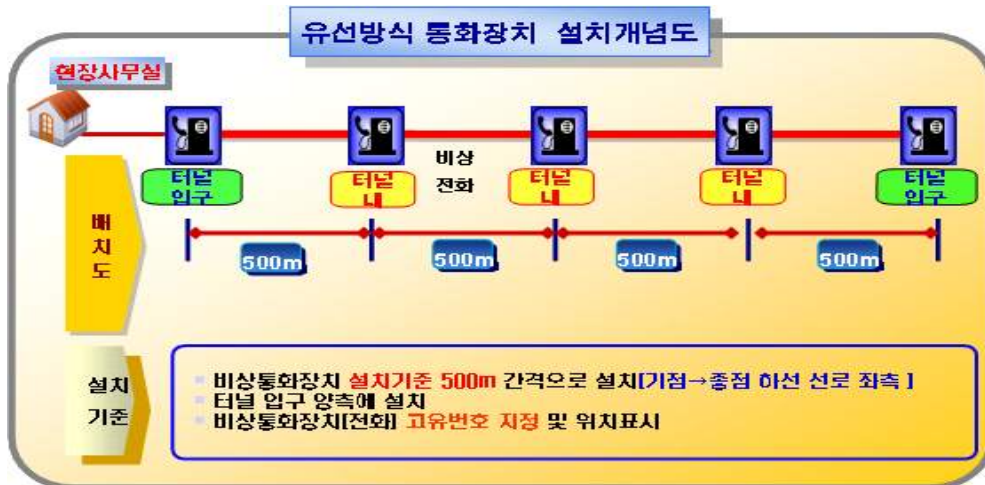 유선방식 통화장치 설치개념도
현장사무실
비상
전화
터널
입구
터널
내
터널
내
터널
내
터널
입구
500m
500m
500m
500m
배
치
도
설치
기준
비상통화장치 설치기준 500m 간격으로 설치[기점→종점 하선 선로 좌측 ]
터널 입구 양측에 설치
비상통화장치[전화] 고유번호 지정 및 위치표시